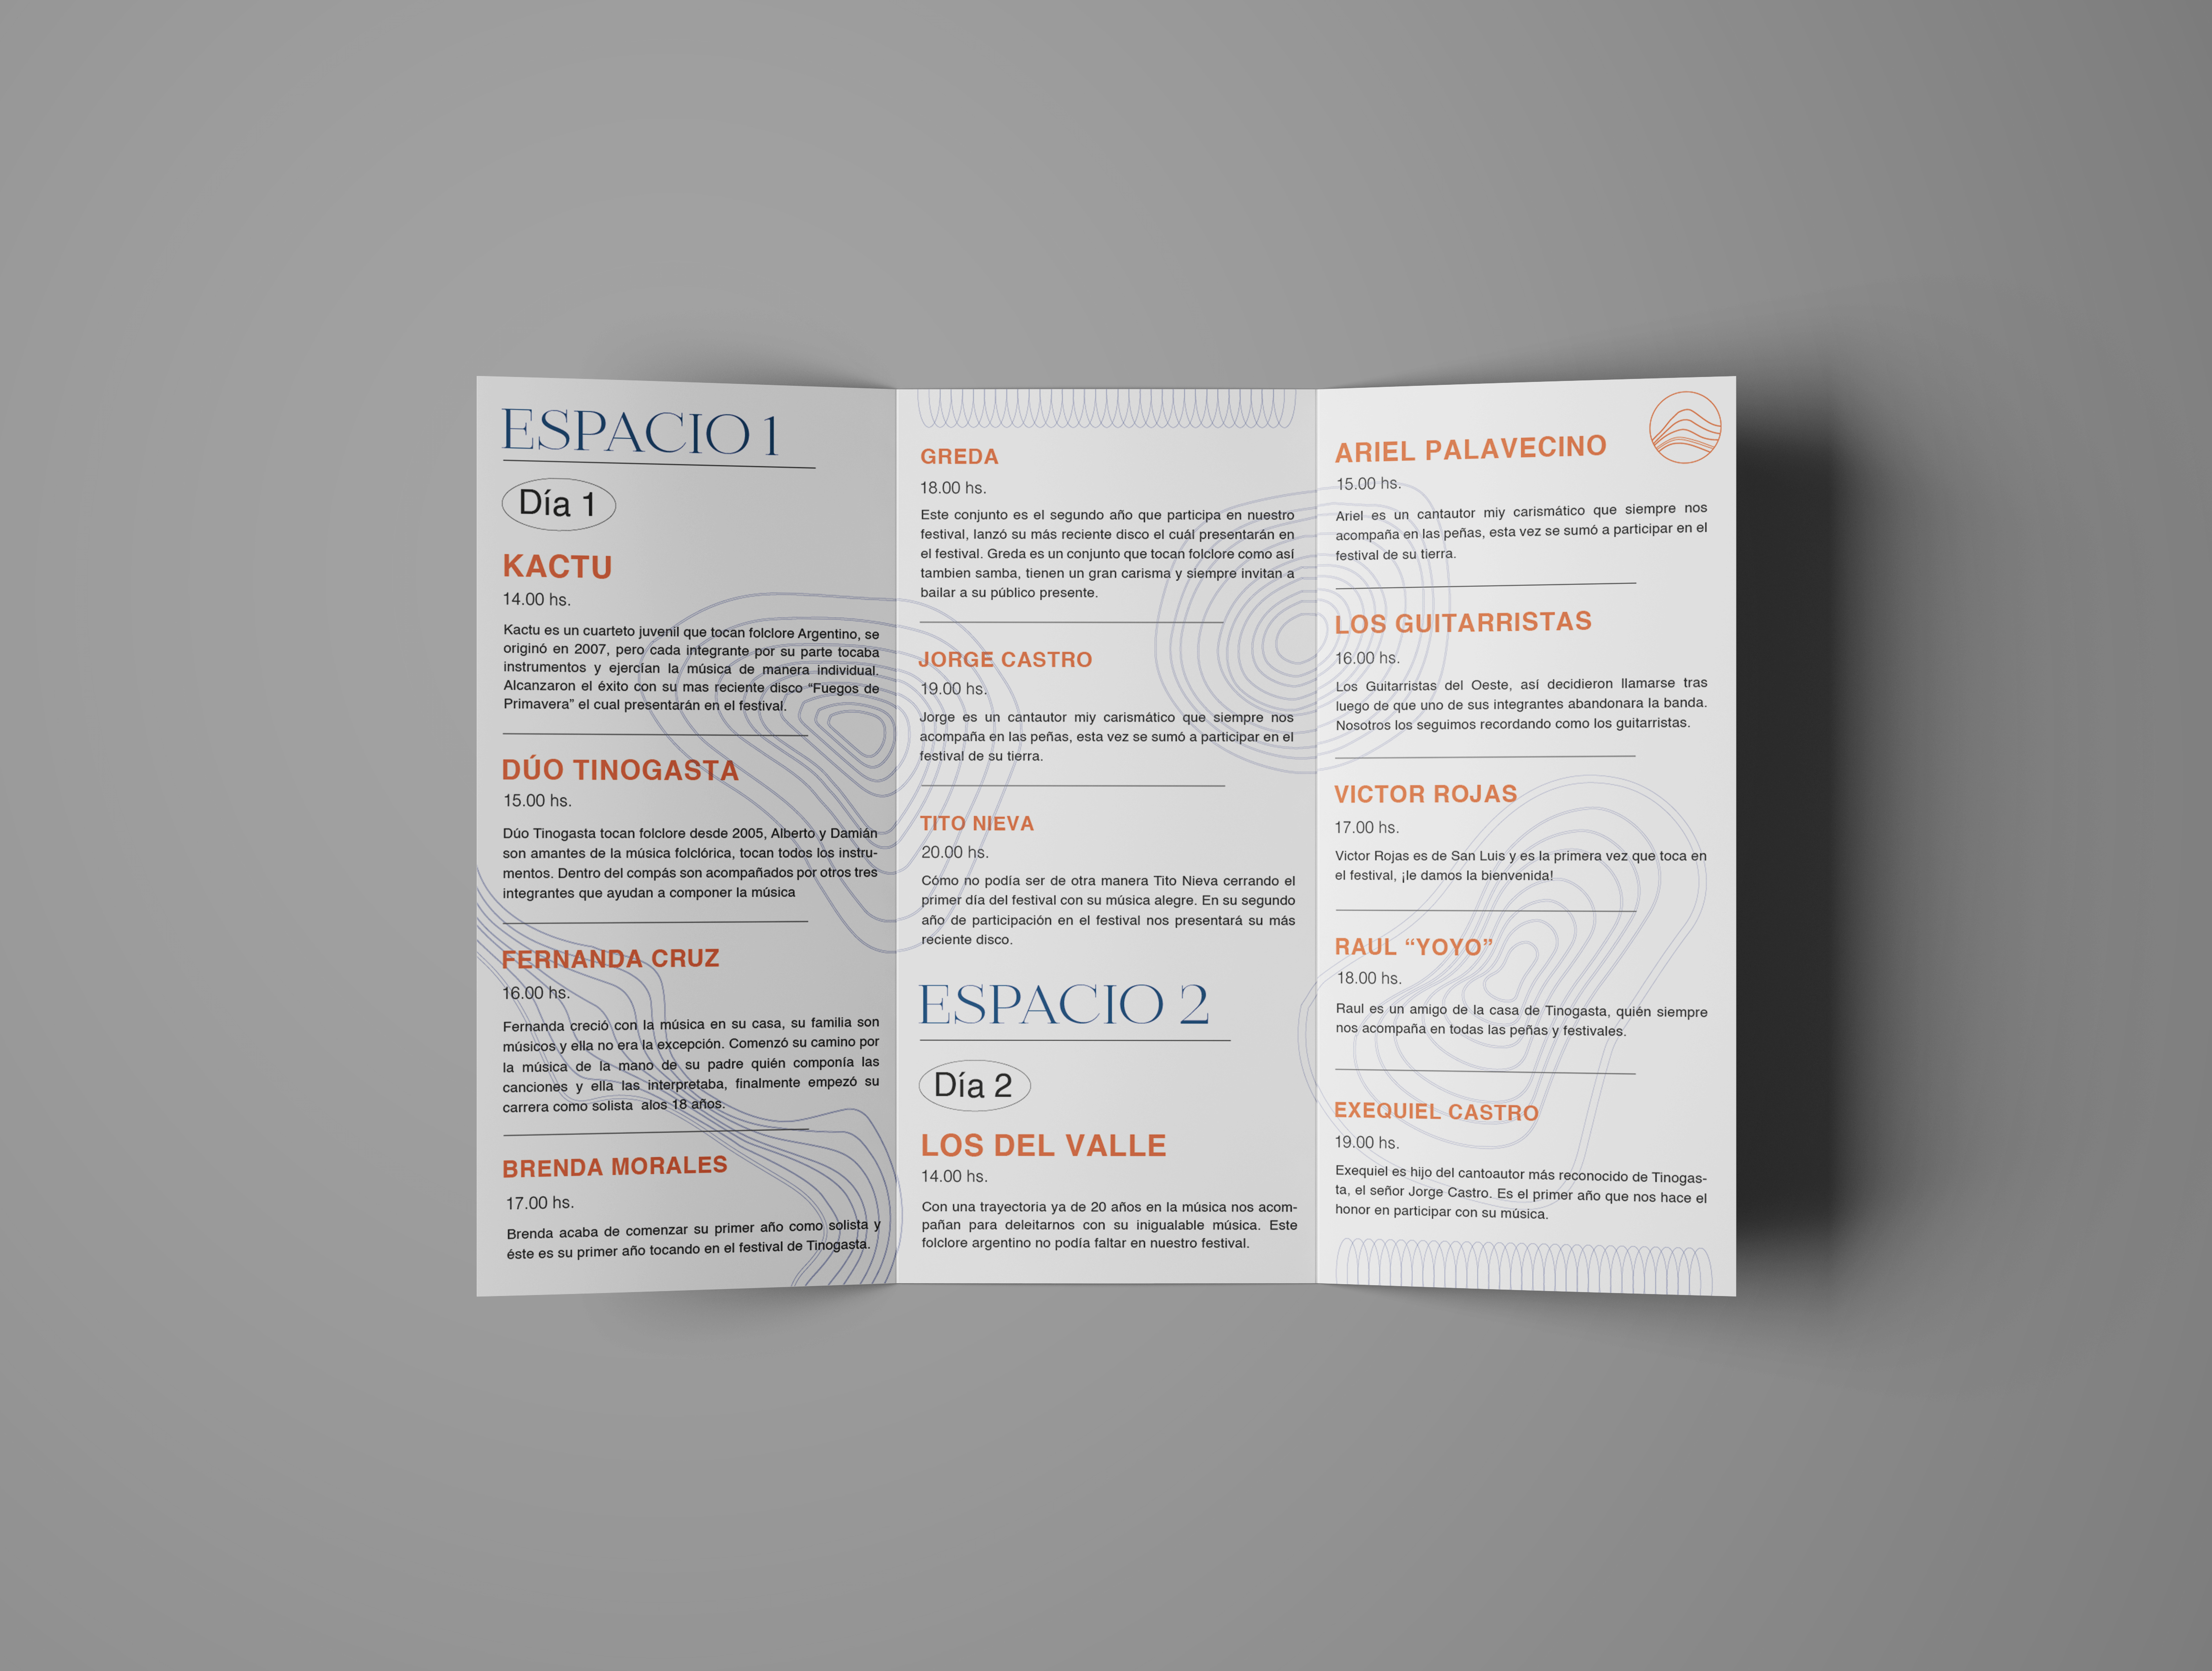 ESPACIO 1
Día 1
KACTU
14.00 hs.
Kactu es un cuarteto juvenil que tocan folclore Argentino, se
originó en 2007, pero cada integrante por su parte tocaba
instrumentos y ejercían la música de manera individual.
Alcanzaron el éxito con su mas reciente disco “Fuegos de
Primavera” el cual presentarán en el festival.
DÚO TINOGASTA
15.00 hs.
Dúo Tinogasta tocan folclore desde 2005, Alberto y Damián
son amantes de la música folclórica, tocan todos los instru-
mentos. Dentro del compás son acompañados por otros tres
integrantes que ayudan a componer la música
FERNANDA CRUZ
16.00 hs.
Fernanda creció con la música en su casa, su familia son
músicos y ella no era la excepción. Comenzó su camino por
la música de la mano de su padre quién componía las
canciones y ella las interpretaba, finalmente empezó su
carrera como solista alos 18 años.
BRENDA MORALES
17.00 hs.
Brenda acaba de comenzar su primer año como solista y
éste es su primer año tocando en el festival de Tinogasta.
GREDA
18.00 hs.
Este conjunto es el segundo año que participa en nuestro
festival, lanzó su más reciente disco el cuál presentarán en
el festival. Greda es un conjunto que tocan folclore como así
tambien samba, tienen un gran carisma y siempre invitan a
bailar a su público presente.
JORGE CASTRO
19.00 hs.
Jorge es un cantautor miy carismático que siempre nos
acompaña en las peñas, esta vez se sumó a participar en el
festival de su tierra.
TITO NIEVA
20.00 hs.
Cómo no podía ser de otra manera Tito Nieva cerrando el
primer día del festival con su música alegre. En su segundo
año de participación en el festival nos presentará su más
reciente disco.
ESPACIO 2
Día 2
LOS DEL VALLE
14.00 hs.
Con una trayectoria ya de 20 años en la música nos acom-
pañan para deleitarnos con su inigualable música. Este
folclore argentino no podía faltar en nuestro festival.
ARIEL PALAVECINO
15.00 hs.
Ariel es un cantautor miy carismático que siempre nos
acompaña en las peñas, esta vez se sumó a participar en el
festival de su tierra.
LOS GUITARRISTAS
16.00 hs.
Los Guitarristas del Oeste, así decidieron llamarse tras
luego de que uno de sus integrantes abandonara la banda.
Nosotros los seguimos recordando como los guitarristas.
VICTOR ROJAS
17.00 hs.
Victor Rojas es de San Luis y es la primera vez que toca en
el festival, ¡le damos la bienvenida!
RAUL “YOYO”
18.00 hs.
Raul es un amigo de la casa de Tinogasta, quién siempre
nos acompaña en todas las peñas y festivales.
EXEQUIEL CASTRO
19.00 hs.
Exequiel es hijo del cantoautor más reconocido de Tinogas-
ta, el señor Jorge Castro. Es el primer año que nos hace el
honor en participar con su música.